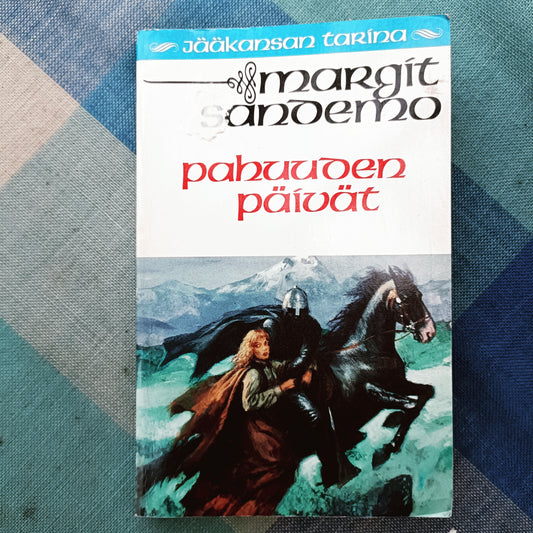 Jääkansan tarina
margit
sandemo
pahuuden
päivät